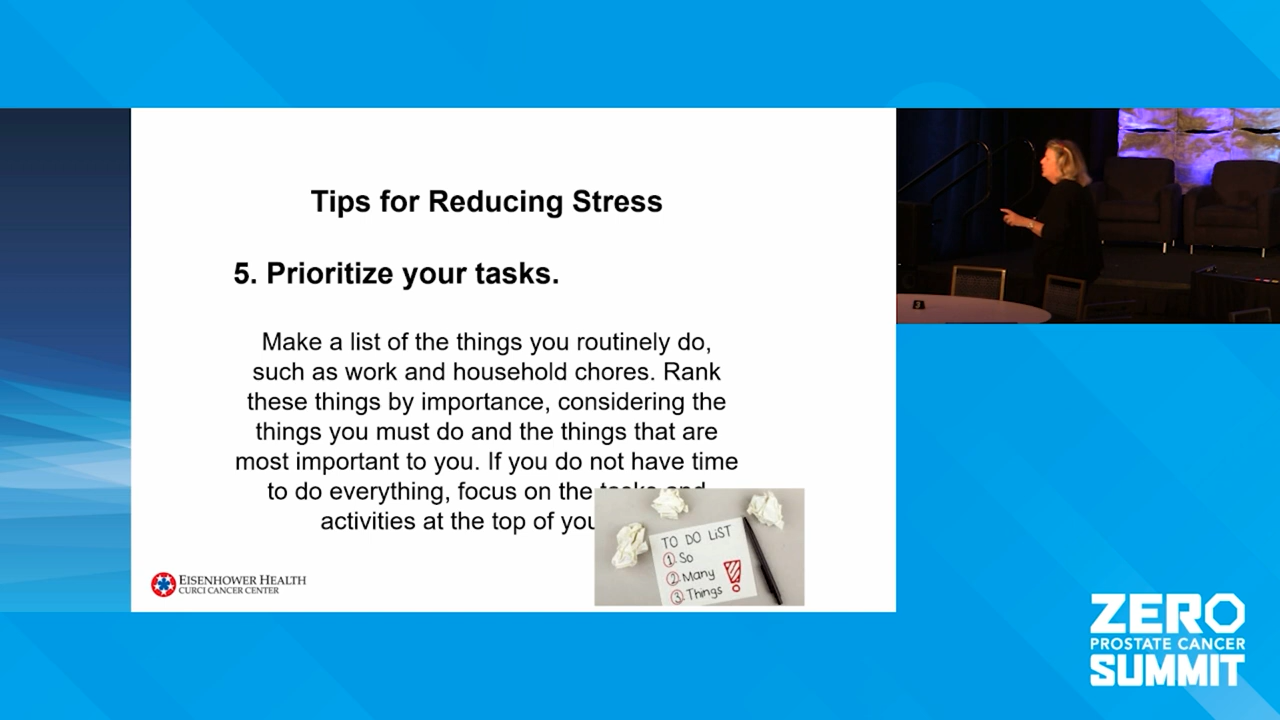 Tips for Reducing Stress
5. Prioritize your tasks.
Make a list of the things you routinely do,
such as work and household chores. Rank
these things by importance, considering the
things you must do and the things that are
most important to you. If you do not have time
to do everything, focus on the tasks and
activities at the top of you
TO DO LiST
1 So
2 Many
3 Things
EISENHOWER HEALTH
CURCI CANCER CENTER
3
ZERO
PROSTATE CANCER
SUMMIT